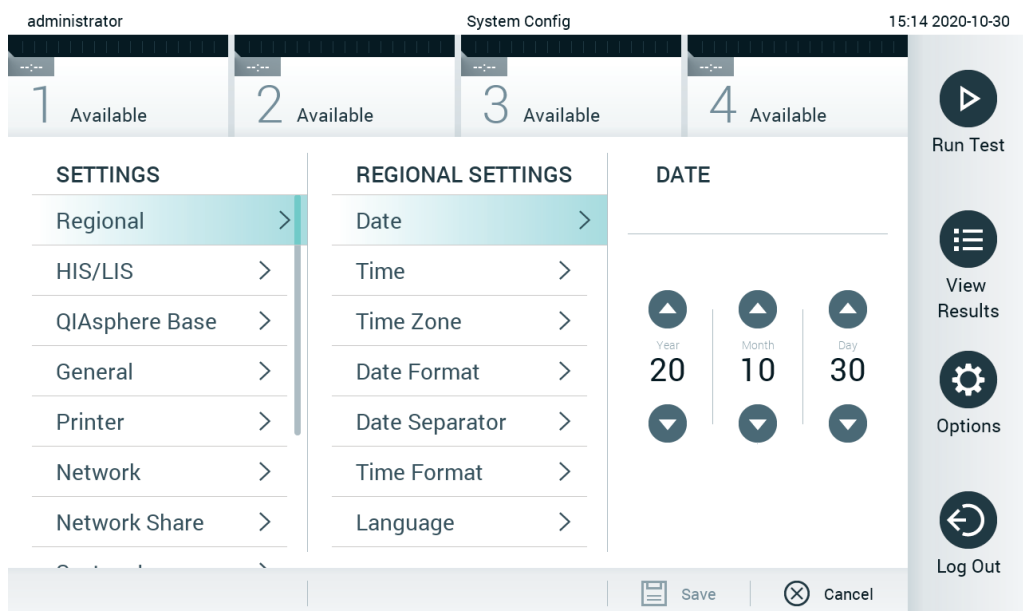 administrator System Config 15:14 2020-10-30
--:-- --:-- --:-- --:--
1 Available 2 Available 3 Available 4 Available
Run Test
SETTINGS
Regional
HIS/LIS
QIAsphere Base
General
Printer
Network
Network Share
REGIONAL SETTINGS
Date
Time
Time Zone
Date Format
Date Separator
Time Format
Language
DATE
Year Month Day
20 10 30
View
Results
Options
Log Out
Save Cancel